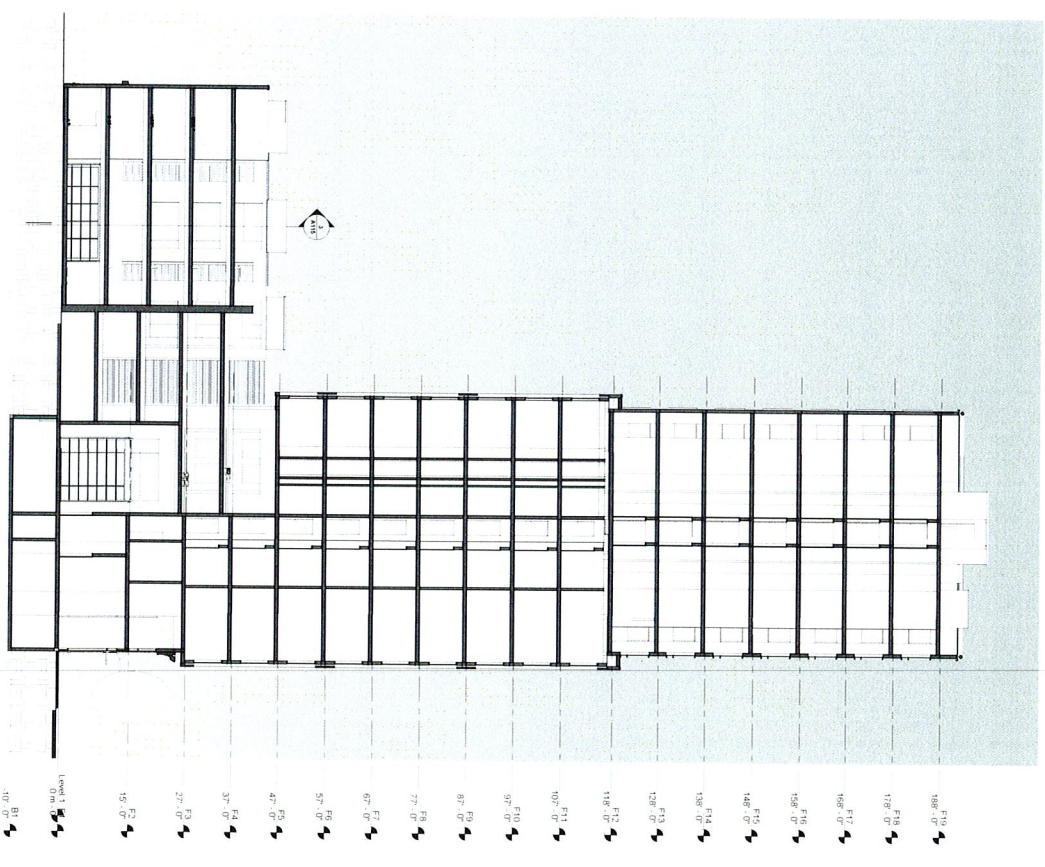 F19
188' - 0"
F18
178' - 0"
F17
168' - 0"
F16
158' - 0"
F15
148' - 0"
F14
138' - 0"
F13
128' - 0"
F12
118' - 0"
F11
107' - 0"
F10
97' - 0"
F9
87' - 0"
F8
77' - 0"
F7
67' - 0"
F6
57' - 0"
F5
47' - 0"
3
A115
F4
37' - 0"
F3
27' - 0"
F2
15' - 0"
Level 1
B1
10' - 0"